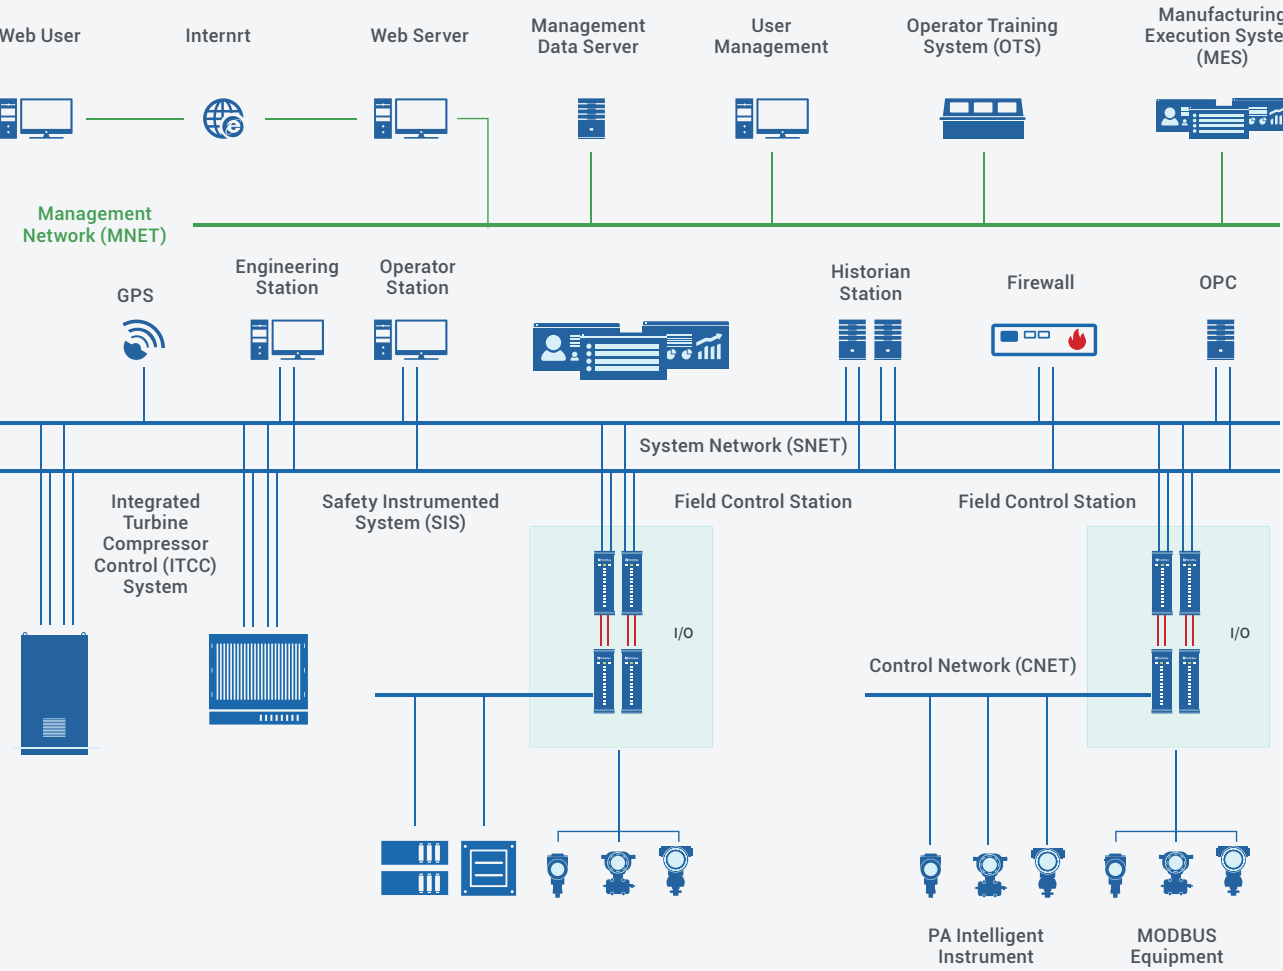 Web User
Internrt
Web Server
Management
Data Server
User
Management
Operator Training
System (OTS)
Manufacturing
Execution Syste
(MES)
Management
Network (MNET)
GPS
Engineering
Station
Operator
Station
Historian
Station
Firewall
OPC
System Network (SNET)
Integrated
Turbine
Compressor
Control (ITCC)
System
Safety Instrumented
System (SIS)
Field Control Station
Field Control Station
I/O
I/O
Control Network (CNET)
PA Intelligent
Instrument
MODBUS
Equipment